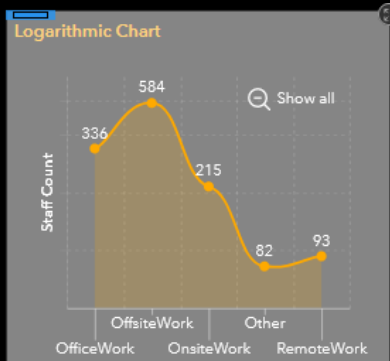 Logarithmic Chart
584
Show all
336
215
82
93
Staff Count
OffsiteWork
Other
OfficeWork
OnsiteWork
RemoteWork